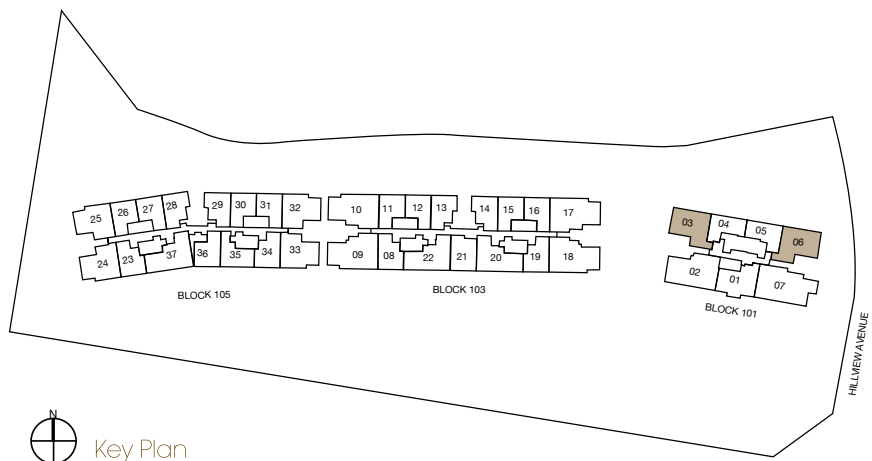 03 04 05 06
25 26 27 28 29 30 31 32 10 11 12 13 14 15 16 17
24 23 37 36 35 34 33 09 08 22 21 20 19 18 02 01 07
BLOCK 105
BLOCK 103
BLOCK 101
HILLVIEW AVENUE
N
Key Plan